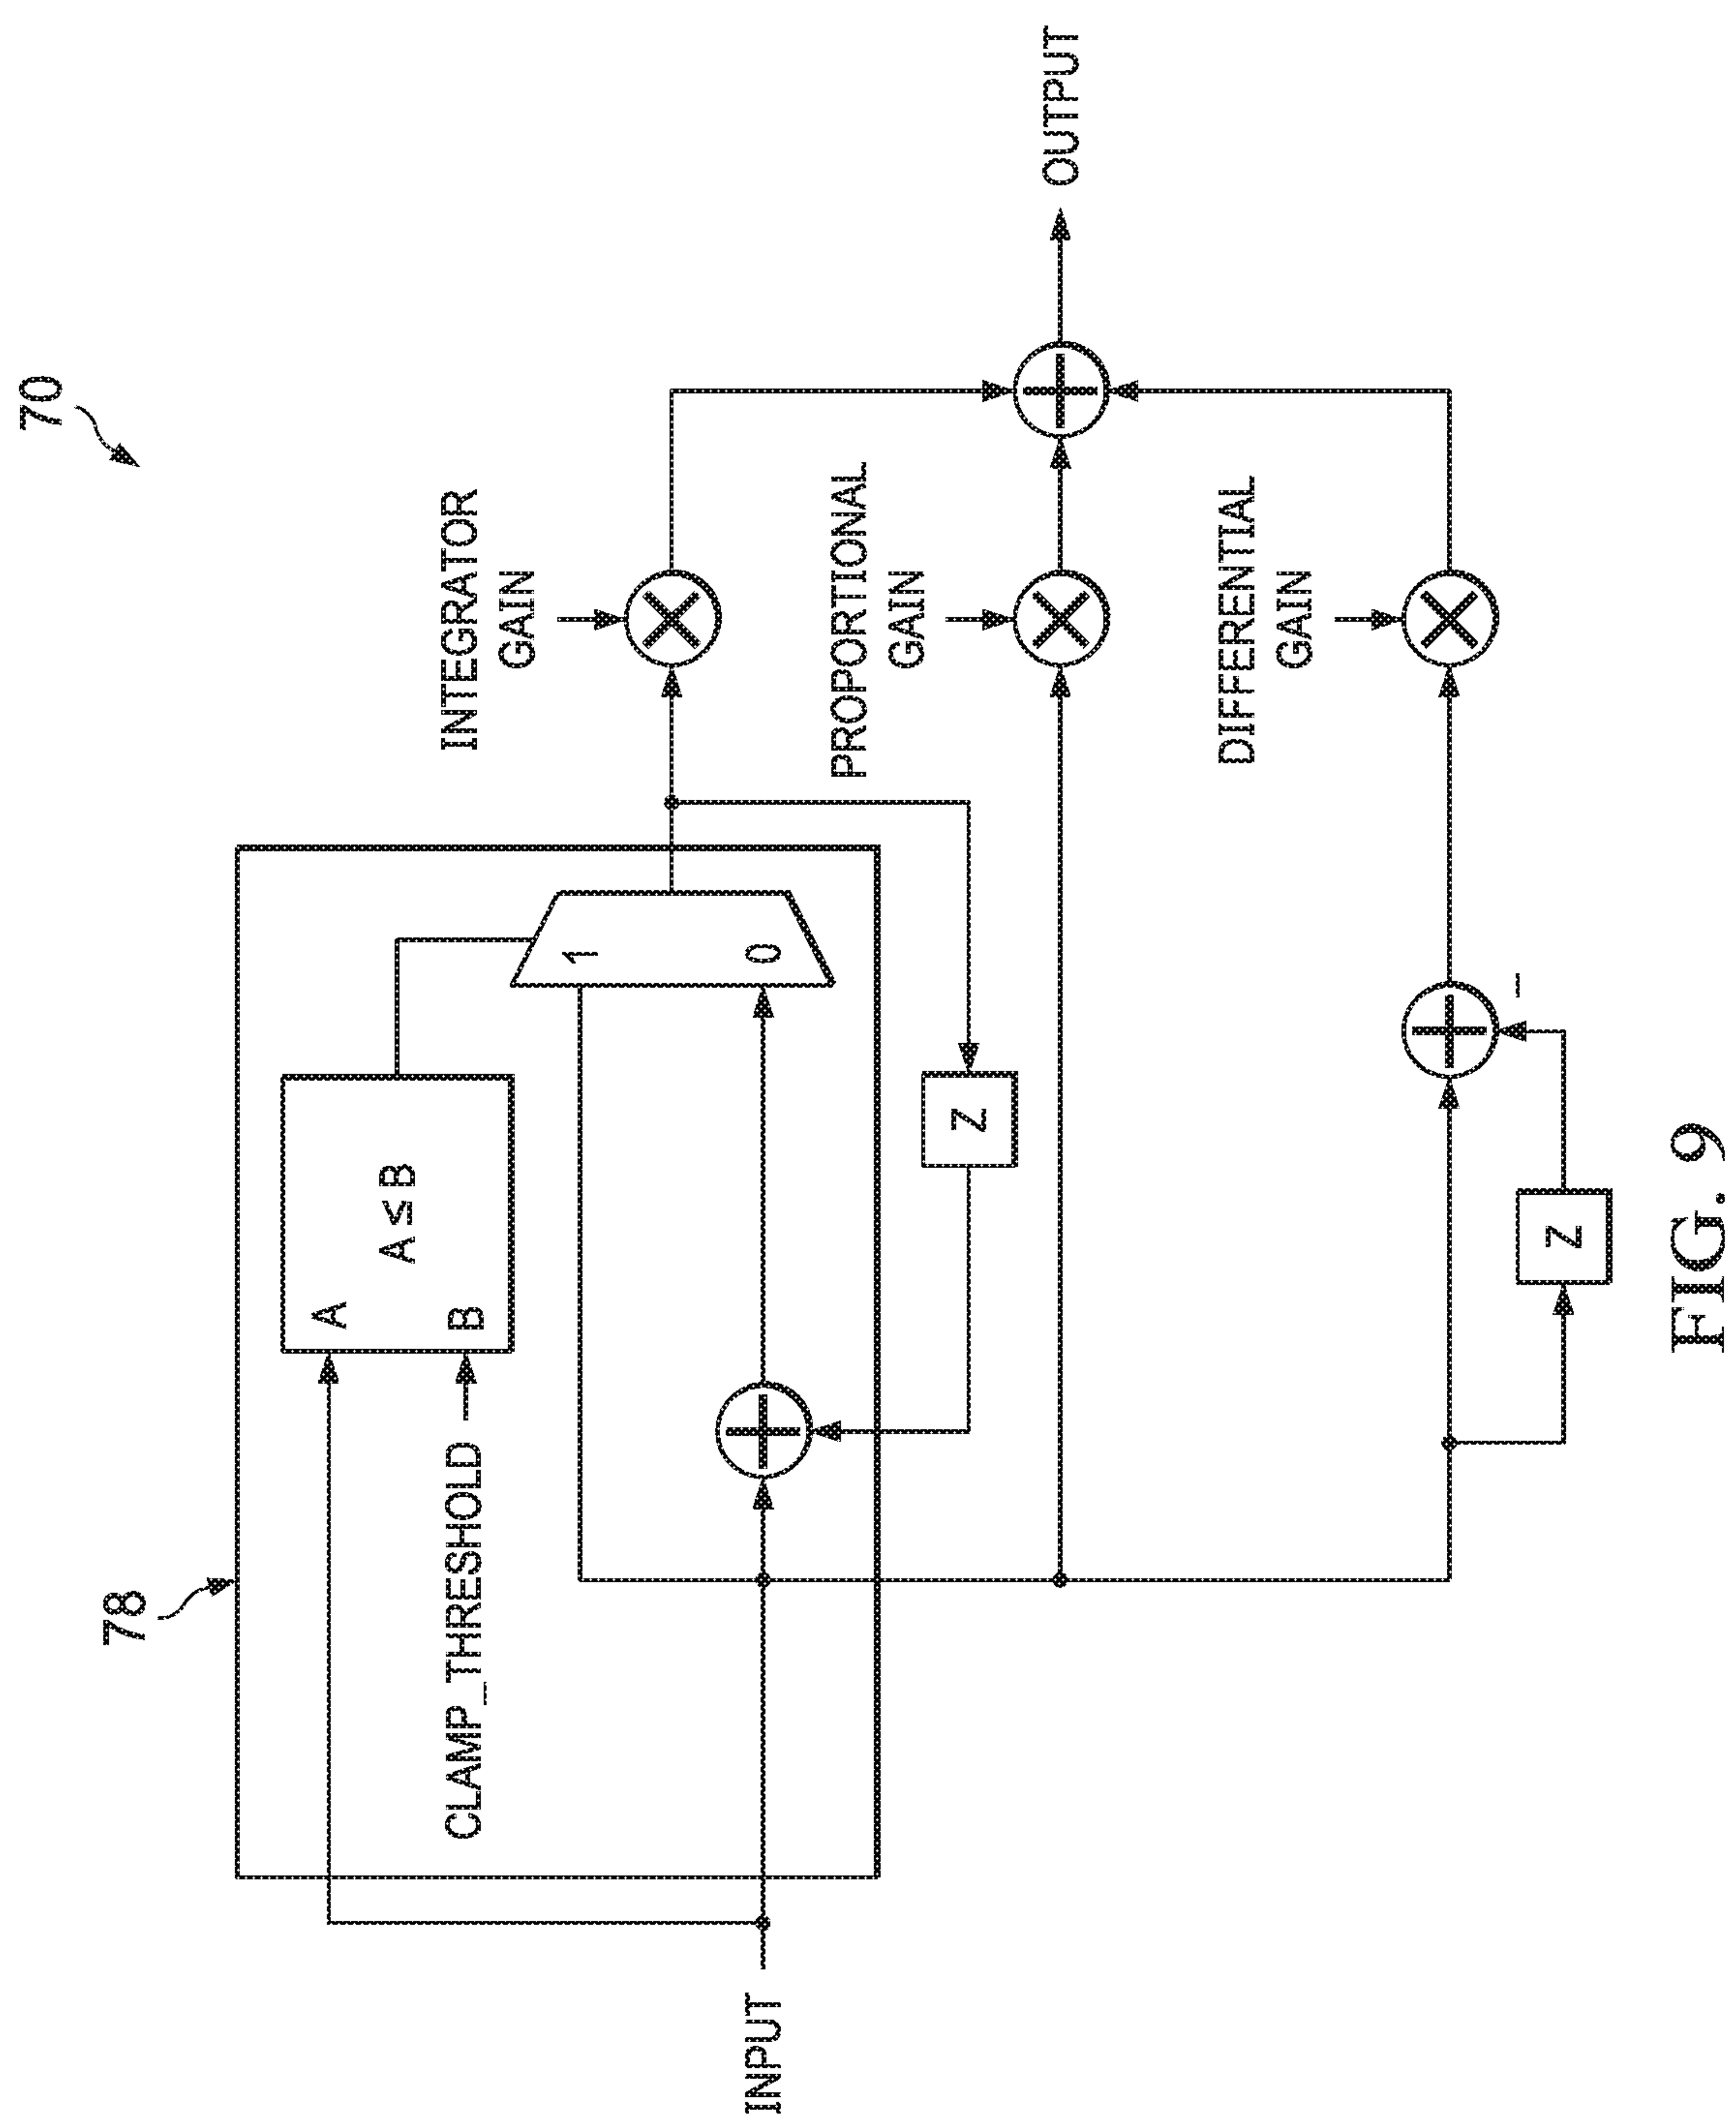 70
78
A
A ≤ B
B
CLAMP_THRESHOLD
1
0
INTEGRATOR
GAIN
INPUT
Z
PROPORTIONAL
GAIN
OUTPUT
DIFFERENTIAL
GAIN
–
Z
FIG. 9